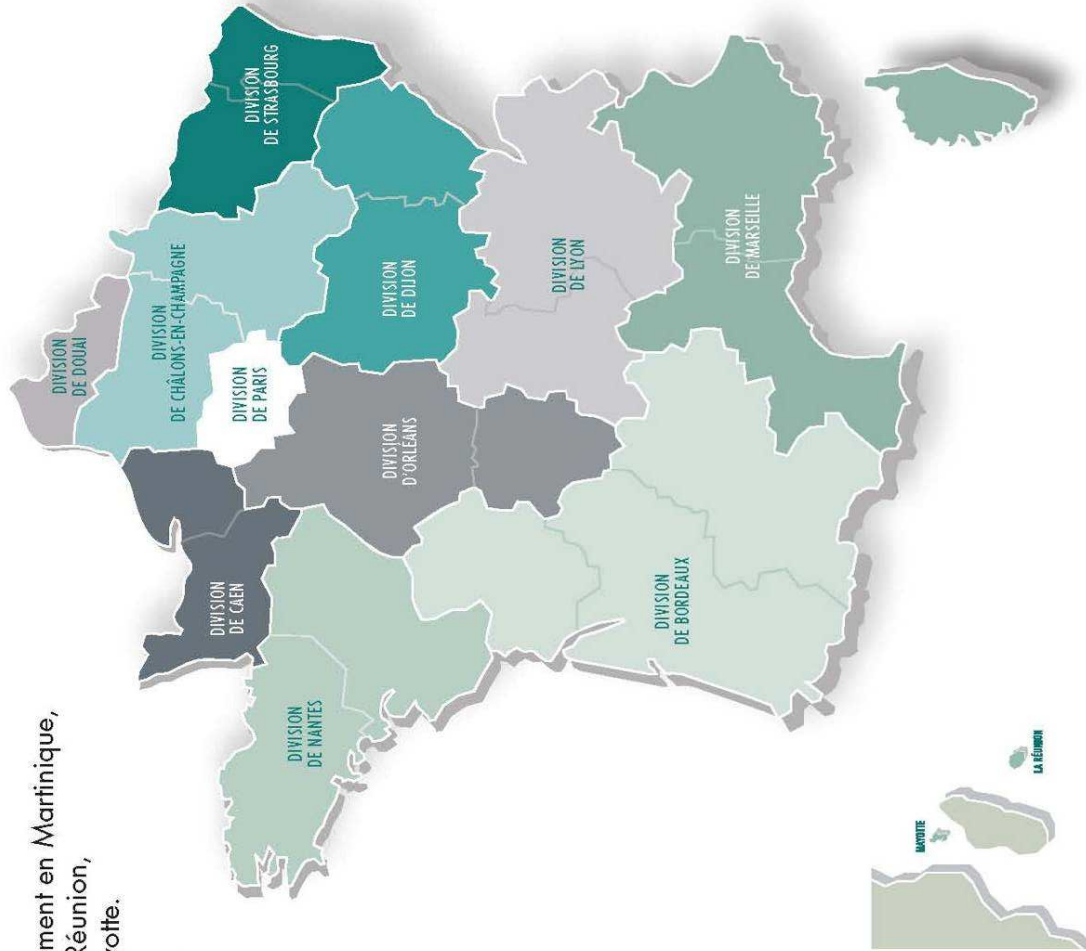 ment en Martinique,
Réunion,
yotte.
DIVISION
DE DOUAI
DIVISION
DE CHÂLONS-EN-CHAMPAGNE
DIVISION
DE STRASBOURG
DIVISION
DE PARIS
DIVISION
DE CAEN
DIVISION
D'ORLÉANS
DIVISION
DE DIJON
DIVISION
DE NANTES
DIVISION
DE LYON
DIVISION
DE BORDEAUX
DIVISION
DE MARSEILLE
MAYOTTE
LA RÉUNION